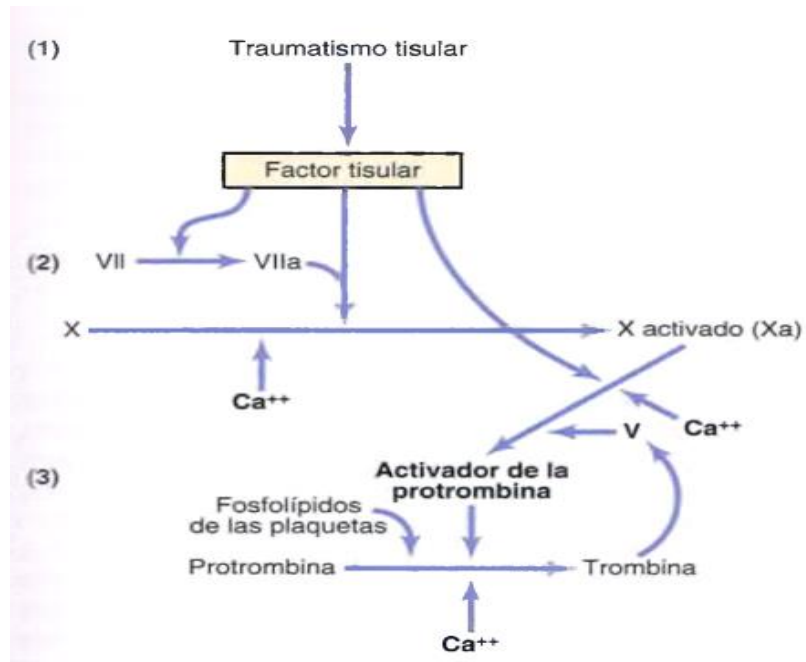 (1)
Traumatismo tisular
Factor tisular
(2)
VII
VIIa
X
X activado (Xa)
Ca++
Ca++
V
(3)
Activador de la
protrombina
Fosfolípidos
de las plaquetas
Protrombina
Trombina
Ca++